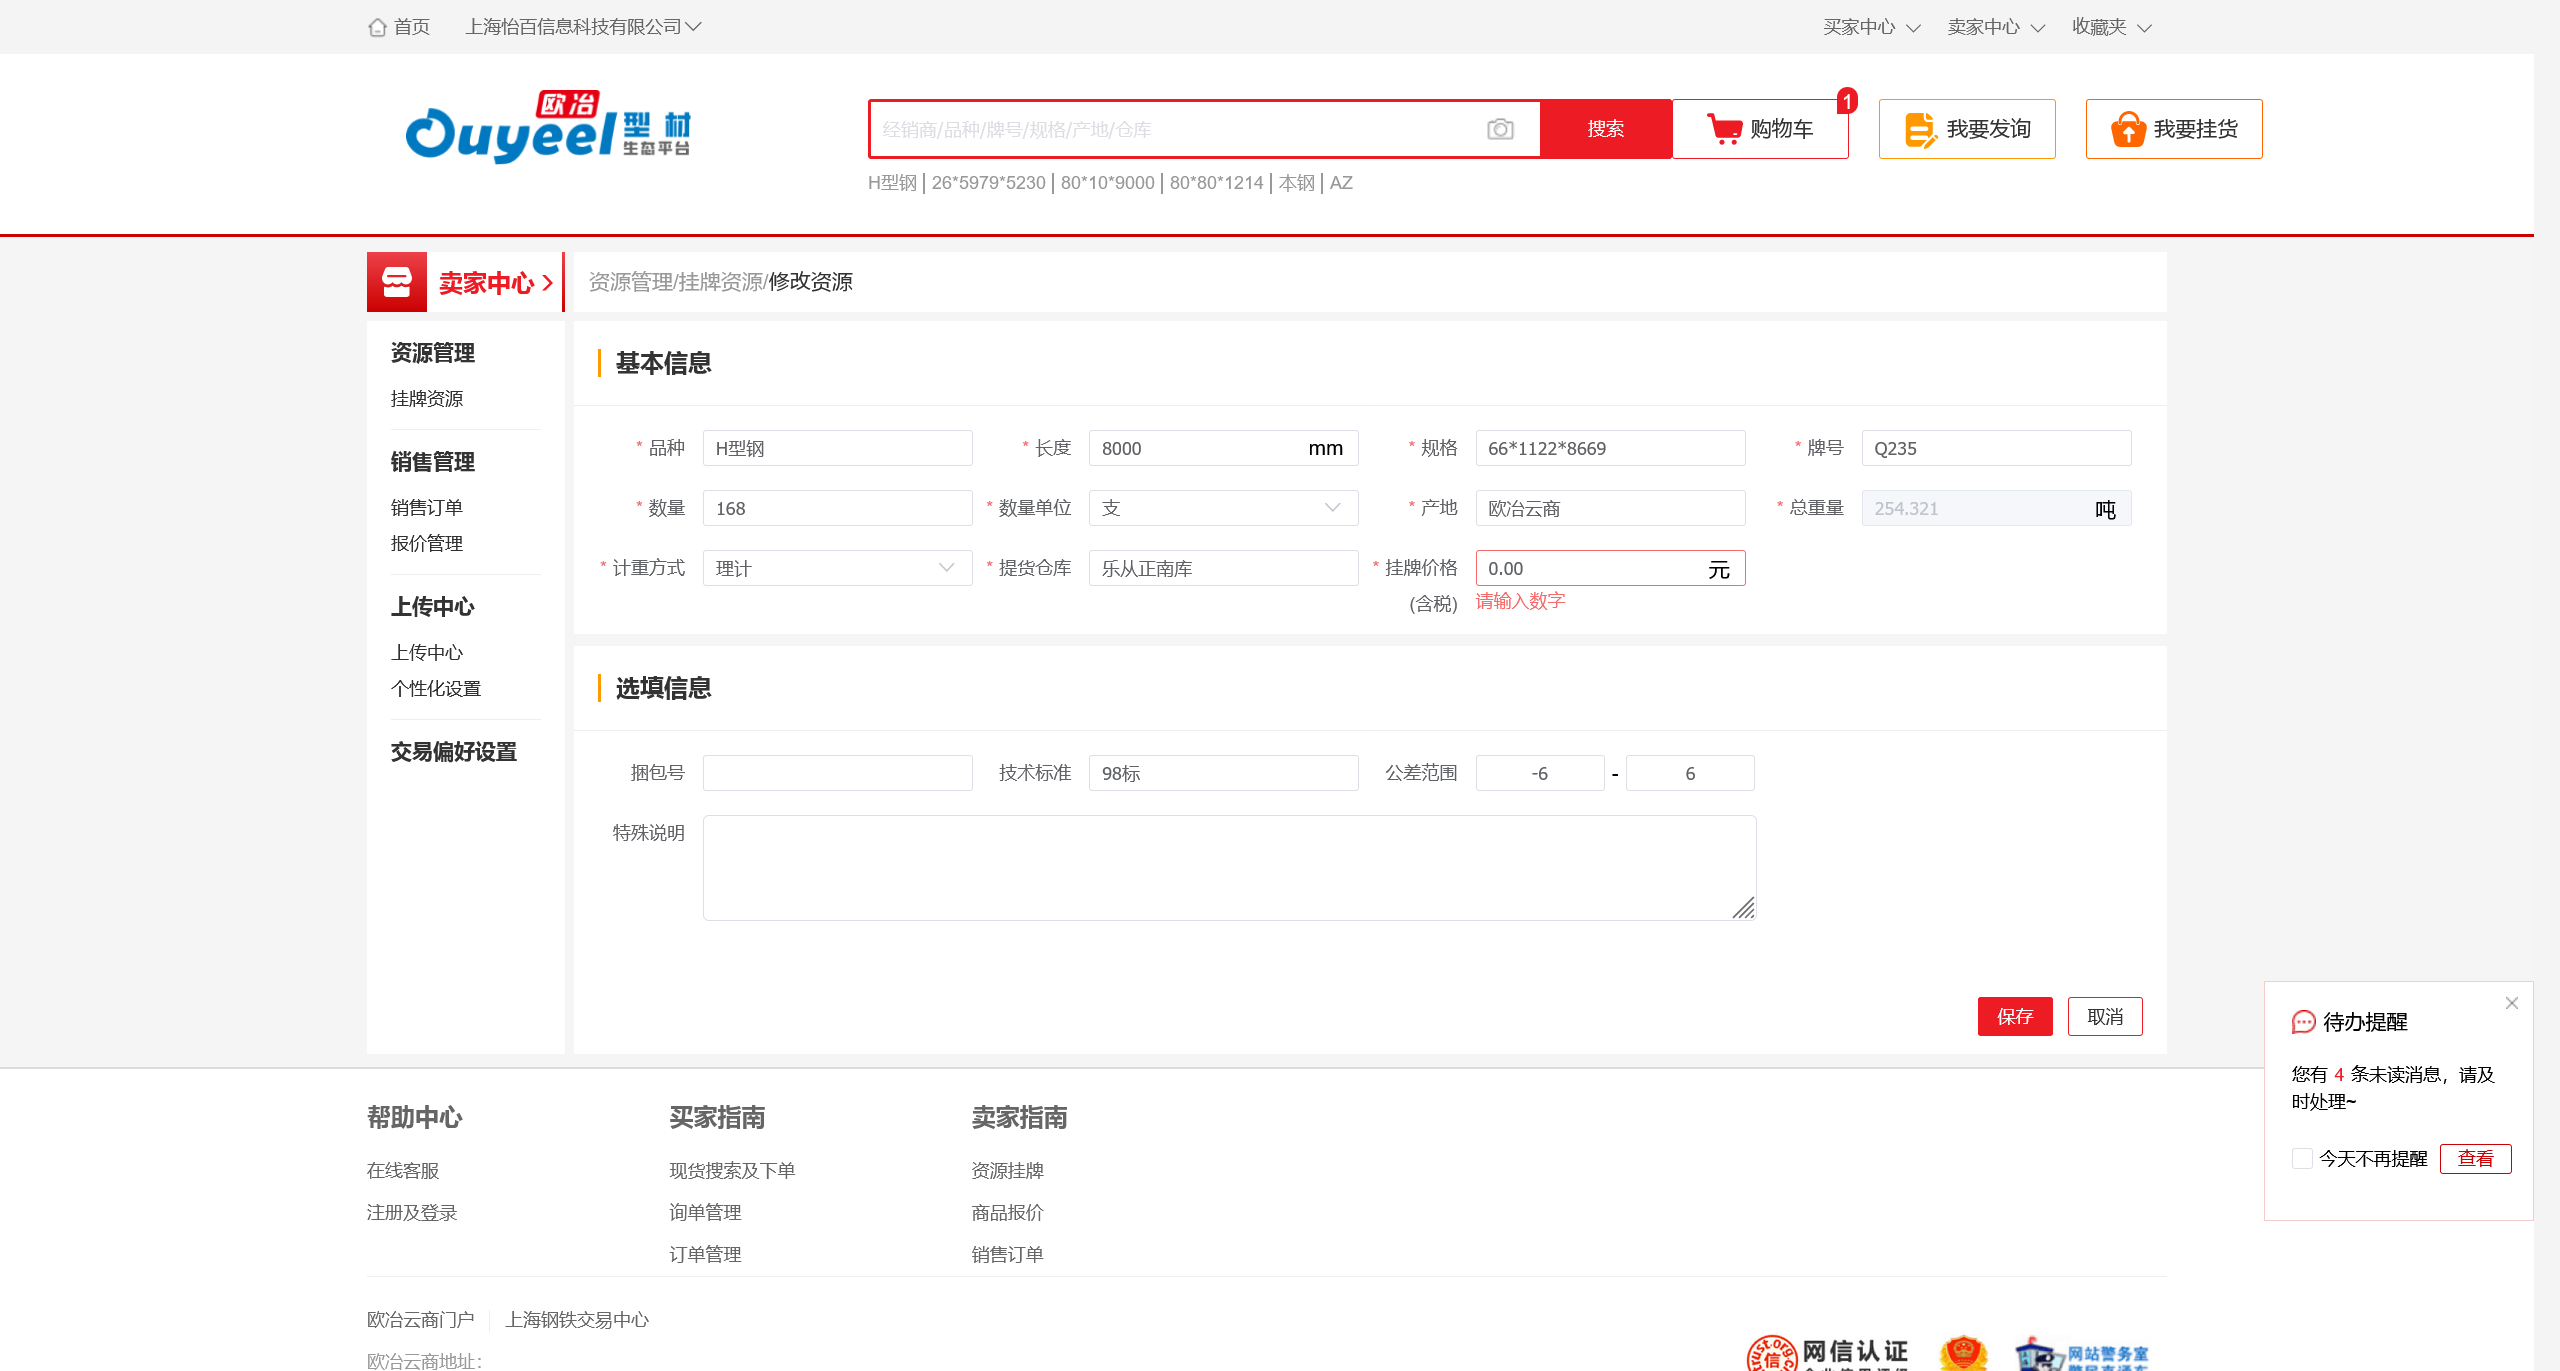 首页 上海怡百信息科技有限公司 买家中心 卖家中心 收藏夹
欧冶 Ouyeel 型材 生态平台
经销商/品种/牌号/规格/产地/仓库 搜索 购物车 1 我要发询 我要挂货
H型钢 | 26*5979*5230 | 80*10*9000 | 80*80*1214 | 本钢 | AZ
卖家中心 资源管理/挂牌资源/修改资源
资源管理
挂牌资源
销售管理
销售订单
报价管理
上传中心
上传中心
个性化设置
交易偏好设置
基本信息
* 品种 H型钢 * 长度 8000 mm * 规格 66*1122*8669 * 牌号 Q235
* 数量 168 * 数量单位 支 * 产地 欧冶云商 * 总重量 254.321 吨
* 计重方式 理计 * 提货仓库 乐从正南库 * 挂牌价格 0.00 元
(含税) 请输入数字
选填信息
捆包号 技术标准 98标 公差范围 -6 - 6
特殊说明
保存 取消
待办提醒
您有 4 条未读消息，请及
时处理~
今天不再提醒 查看
帮助中心
在线客服
注册及登录
买家指南
现货搜索及下单
询单管理
订单管理
卖家指南
资源挂牌
商品报价
销售订单
欧冶云商门户 上海钢铁交易中心
欧冶云商地址：
网信认证
网站警务室